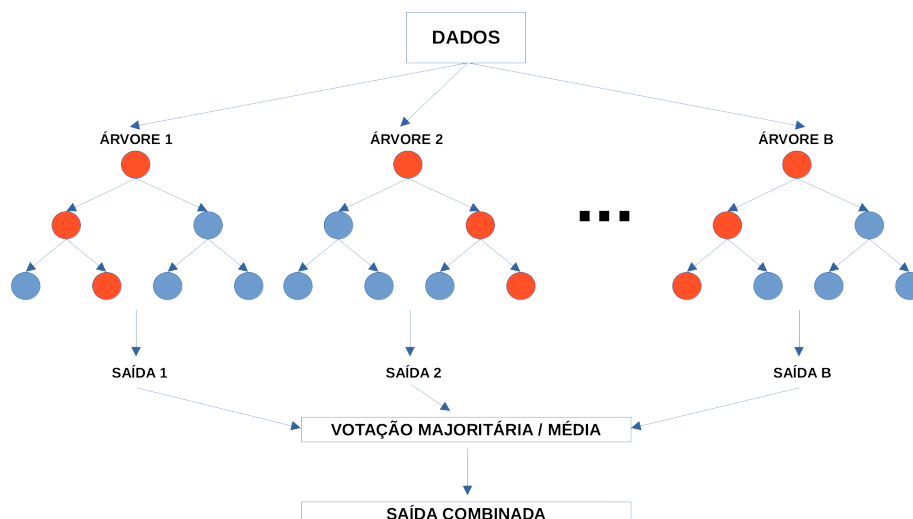 DADOS
ÁRVORE 1
ÁRVORE 2
ÁRVORE B
...
SAÍDA 1
SAÍDA 2
SAÍDA B
VOTAÇÃO MAJORITÁRIA / MÉDIA
SAÍDA COMBINADA